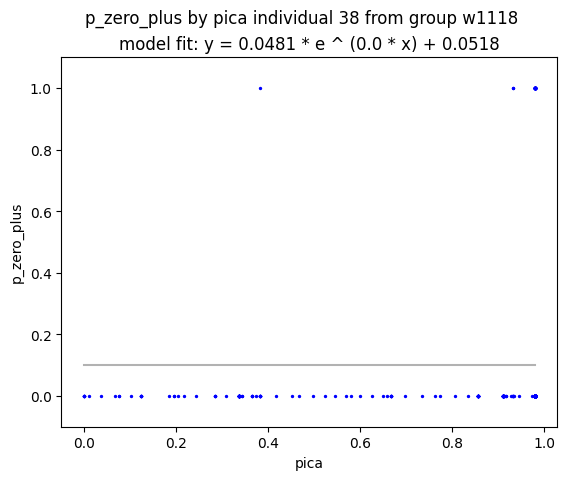 p_zero_plus by pica individual 38 from group w1118
model fit: y = 0.0481 * e ^ (0.0 * x) + 0.0518
1.0
0.8
0.6
0.4
0.2
0.0
p_zero_plus
0.0 0.2 0.4 0.6 0.8 1.0
pica